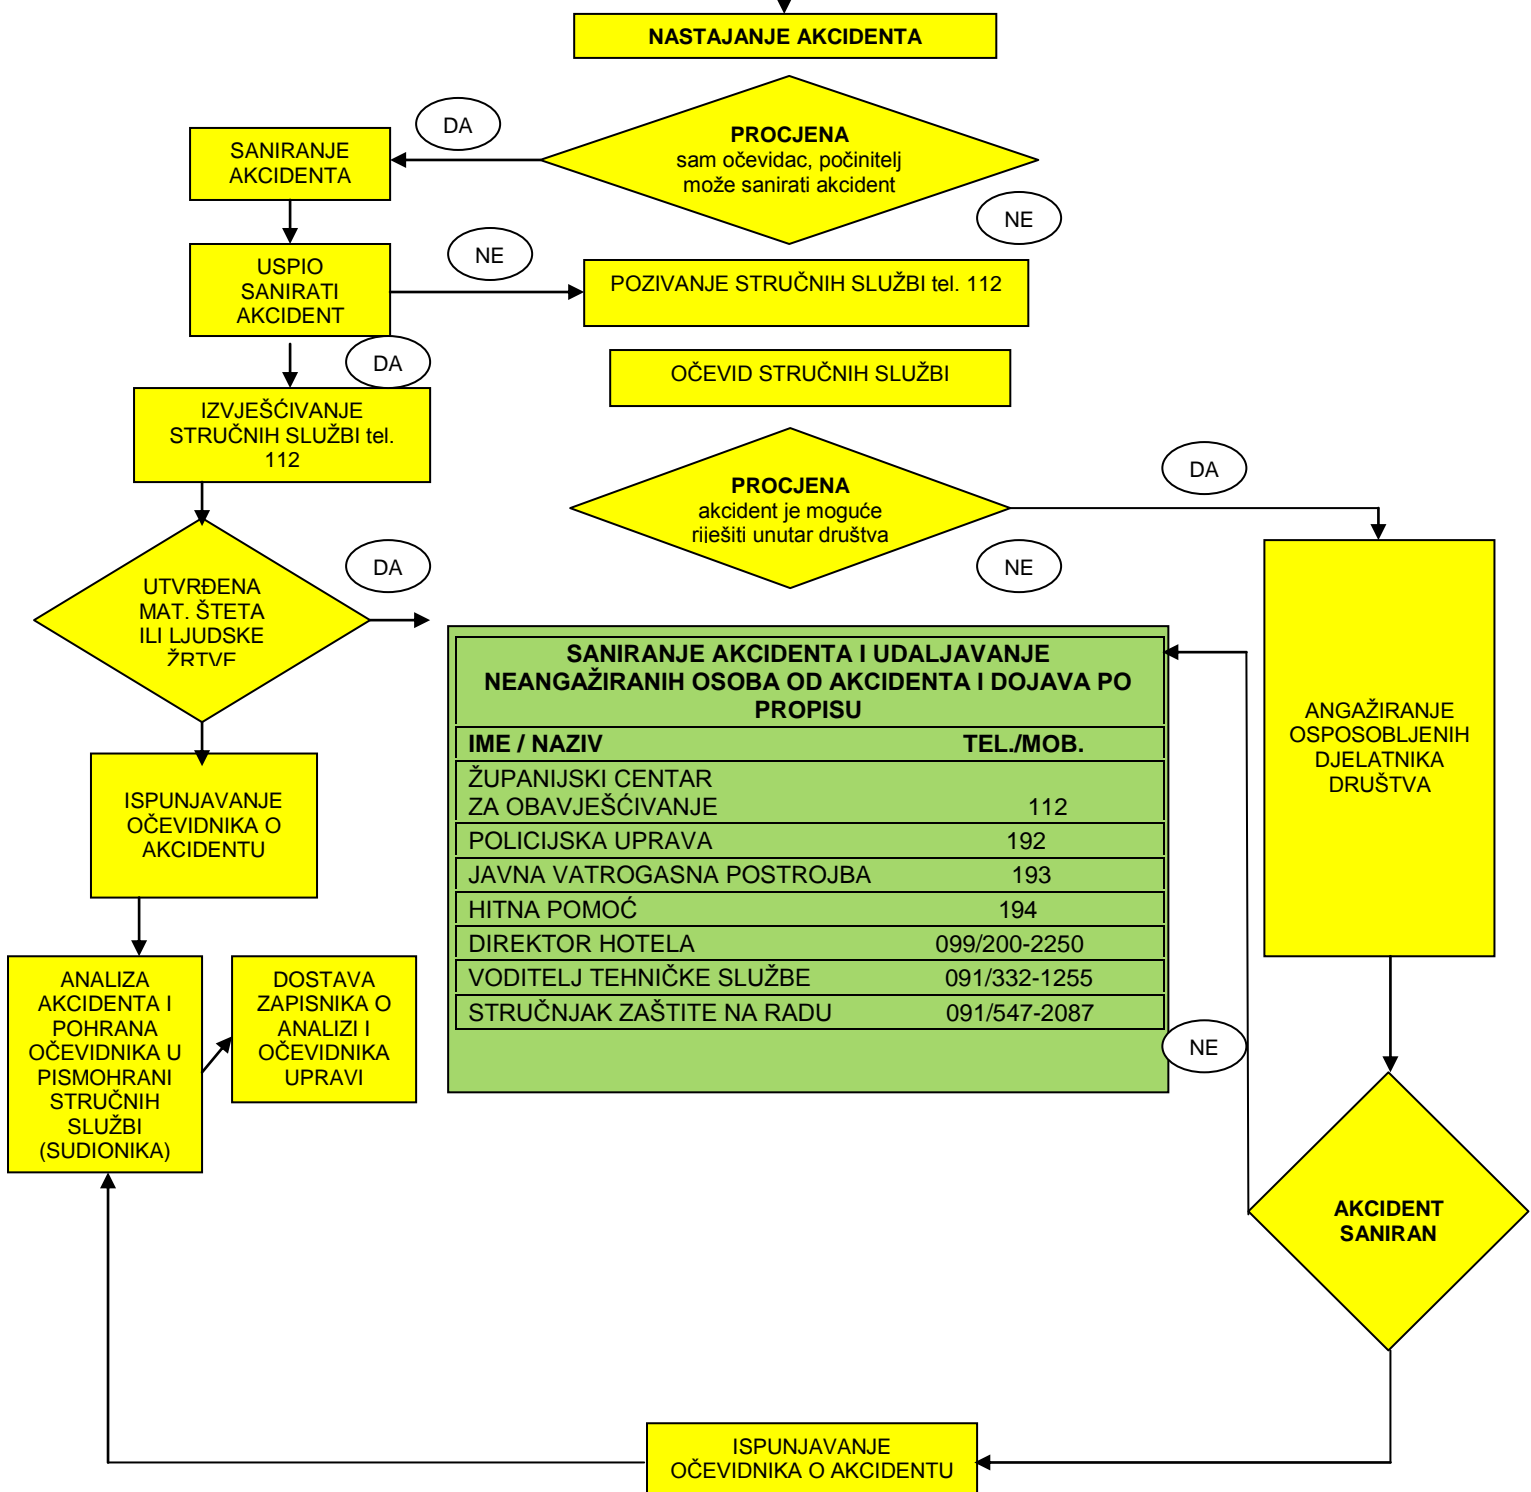 NASTAJANJE AKCIDENTA
DA
PROCJENA
sam očevidac, počinitelj
može sanirati akcident
SANIRANJE
AKCIDENTA
NE
USPIO
SANIRATI
AKCIDENT
NE
POZIVANJE STRUČNIH SLUŽBI tel. 112
DA
OČEVID STRUČNIH SLUŽBI
IZVJEŠĆIVANJE
STRUČNIH SLUŽBI tel.
112
PROCJENA
akcident je moguće
riješiti unutar društva
DA
NE
UTVRĐENA
MAT. ŠTETA
ILI LJUDSKE
ŽRTVE
DA
SANIRANJE AKCIDENTA I UDALJAVANJE
NEANGAŽIRANIH OSOBA OD AKCIDENTA I DOJAVA PO
PROPISU
IME / NAZIV TEL./MOB.
ŽUPANIJSKI CENTAR
ZA OBAVJEŠĆIVANJE 112
POLICIJSKA UPRAVA 192
JAVNA VATROGASNA POSTROJBA 193
HITNA POMOĆ 194
DIREKTOR HOTELA 099/200-2250
VODITELJ TEHNIČKE SLUŽBE 091/332-1255
STRUČNJAK ZAŠTITE NA RADU 091/547-2087
ANGAŽIRANJE
OSPOSOBLJENIH
DJELATNIKA
DRUŠTVA
ISPUNJAVANJE
OČEVIDNIKA O
AKCIDENTU
ANALIZA
AKCIDENTA I
POHRANA
OČEVIDNIKA U
PISMOHRANI
STRUČNIH
SLUŽBI
(SUDIONIKA)
DOSTAVA
ZAPISNIKA O
ANALIZI I
OČEVIDNIKA
UPRAVI
NE
AKCIDENT
SANIRAN
ISPUNJAVANJE
OČEVIDNIKA O AKCIDENTU